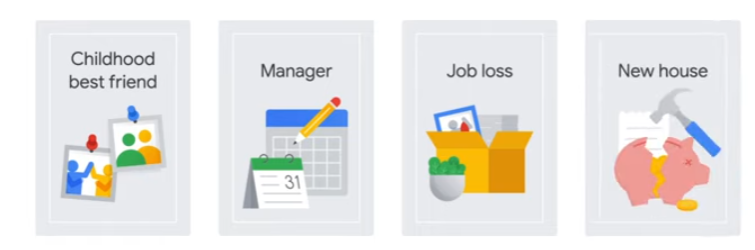 Childhood
best friend
Manager
31
Job loss
New house